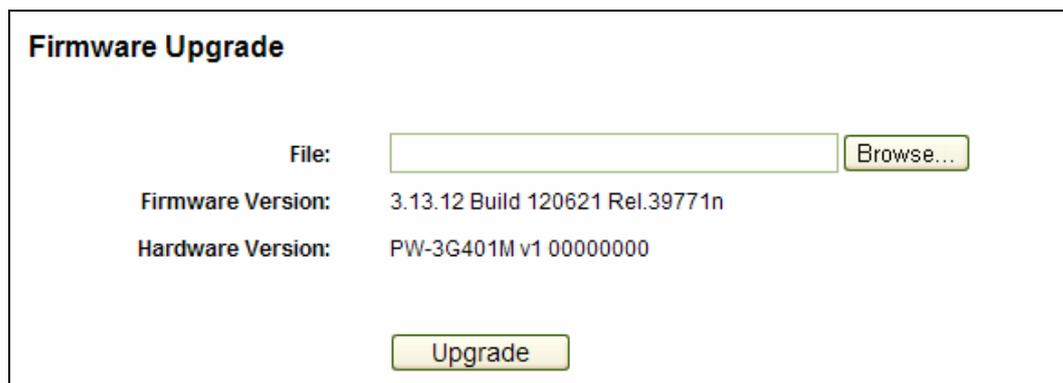 Firmware Upgrade
File: Browse...
Firmware Version: 3.13.12 Build 120621 Rel.39771n
Hardware Version: PW-3G401M v1 00000000
Upgrade